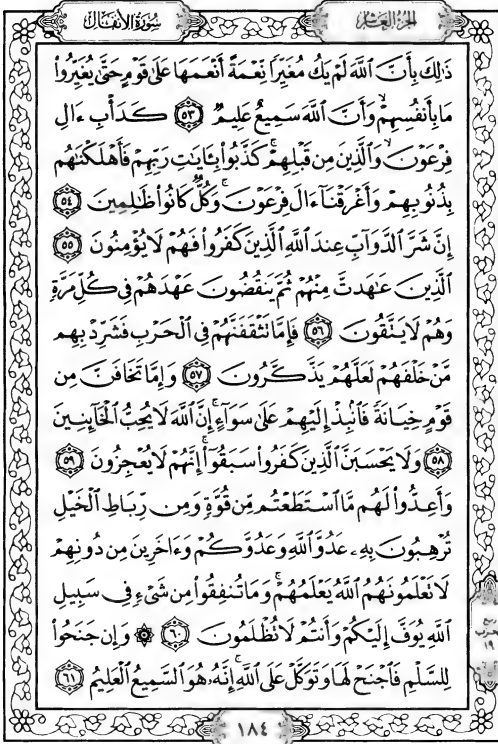 سُورَةُ الأَنفَالِ
الجُزْءُ العَاشِرُ
ذَٰلِكَ بِأَنَّ ٱللَّهَ لَمْ يَكُ مُغَيِّرًا نِّعْمَةً أَنْعَمَهَا عَلَىٰ قَوْمٍ حَتَّىٰ يُغَيِّرُوا۟
مَا بِأَنفُسِهِمْ ۙ وَأَنَّ ٱللَّهَ سَمِيعٌ عَلِيمٌ ٥٣ كَدَأْبِ ءَالِ
فِرْعَوْنَ ۙ وَٱلَّذِينَ مِن قَبْلِهِمْ ۚ كَذَّبُوا۟ بِـَٔايَٰتِ رَبِّهِمْ فَأَهْلَكْنَٰهُم
بِذُنُوبِهِمْ وَأَغْرَقْنَآ ءَالَ فِرْعَوْنَ ۚ وَكُلٌّ كَانُوا۟ ظَٰلِمِينَ ٥٤
إِنَّ شَرَّ ٱلدَّوَآبِّ عِندَ ٱللَّهِ ٱلَّذِينَ كَفَرُوا۟ فَهُمْ لَا يُؤْمِنُونَ ٥٥
ٱلَّذِينَ عَٰهَدتَّ مِنْهُمْ ثُمَّ يَنقُضُونَ عَهْدَهُمْ فِى كُلِّ مَرَّةٍ
وَهُمْ لَا يَتَّقُونَ ٥٦ فَإِمَّا تَثْقَفَنَّهُمْ فِى ٱلْحَرْبِ فَشَرِّدْ بِهِم
مَّنْ خَلْفَهُمْ لَعَلَّهُمْ يَذَّكَّرُونَ ٥٧ وَإِمَّا تَخَافَنَّ مِن
قَوْمٍ خِيَانَةً فَٱنۢبِذْ إِلَيْهِمْ عَلَىٰ سَوَآءٍ ۚ إِنَّ ٱللَّهَ لَا يُحِبُّ ٱلْخَآئِنِينَ
٥٨ وَلَا يَحْسَبَنَّ ٱلَّذِينَ كَفَرُوا۟ سَبَقُوٓا۟ ۚ إِنَّهُمْ لَا يُعْجِزُونَ ٥٩
وَأَعِدُّوا۟ لَهُم مَّا ٱسْتَطَعْتُم مِّن قُوَّةٍ وَمِن رِّبَاطِ ٱلْخَيْلِ
تُرْهِبُونَ بِهِۦ عَدُوَّ ٱللَّهِ وَعَدُوَّكُمْ وَءَاخَرِينَ مِن دُونِهِمْ
لَا تَعْلَمُونَهُمُ ٱللَّهُ يَعْلَمُهُمْ ۚ وَمَا تُنفِقُوا۟ مِن شَىْءٍ فِى سَبِيلِ
ٱللَّهِ يُوَفَّ إِلَيْكُمْ وَأَنتُمْ لَا تُظْلَمُونَ ٦٠ ۞ وَإِن جَنَحُوا۟
لِلسَّلْمِ فَٱجْنَحْ لَهَا وَتَوَكَّلْ عَلَى ٱللَّهِ ۚ إِنَّهُۥ هُوَ ٱلسَّمِيعُ ٱلْعَلِيمُ ٦١
ربع
الحزب
١٩
١٨٤